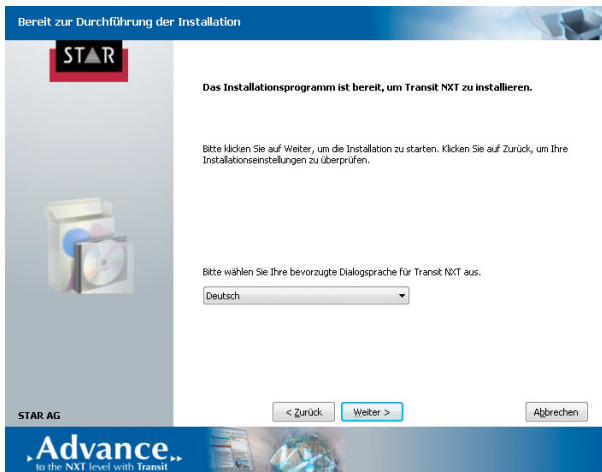 Bereit zur Durchführung der Installation
STAR
Das Installationsprogramm ist bereit, um Transit NXT zu installieren.
Bitte klicken Sie auf Weiter, um die Installation zu starten. Klicken Sie auf Zurück, um Ihre
Installationseinstellungen zu überprüfen.
Bitte wählen Sie Ihre bevorzugte Dialogsprache für Transit NXT aus.
Deutsch
STAR AG
< Zurück
Weiter >
Abbrechen
Advance
to the NXT level with Transit